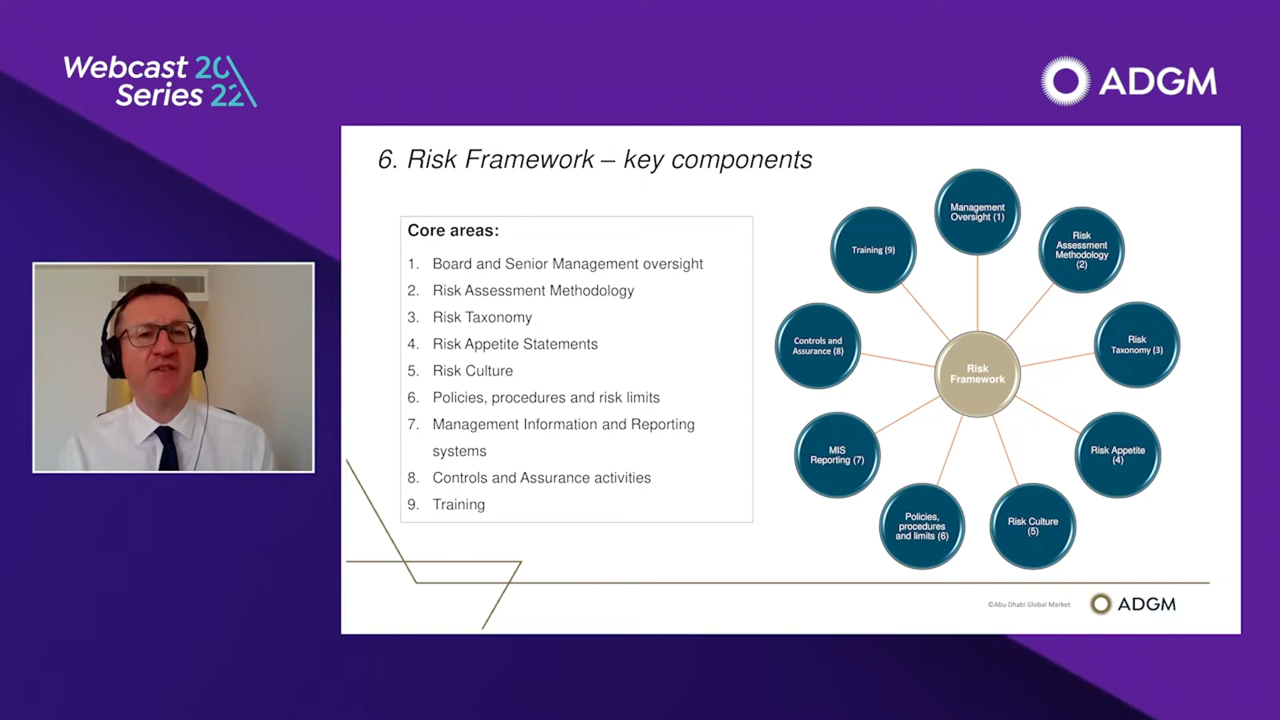 Webcast 20
Series 22
ADGM
6. Risk Framework – key components
Core areas:
1. Board and Senior Management oversight
2. Risk Assessment Methodology
3. Risk Taxonomy
4. Risk Appetite Statements
5. Risk Culture
6. Policies, procedures and risk limits
7. Management Information and Reporting
systems
8. Controls and Assurance activities
9. Training
Management
Oversight (1)
Risk
Assessment
Methodology
(2)
Risk
Taxonomy (3)
Risk Appetite
(4)
Risk Culture
(5)
Policies,
procedures
and limits (6)
MIS
Reporting (7)
Controls and
Assurance (8)
Training (9)
Risk
Framework
©Abu Dhabi Global Market
ADGM